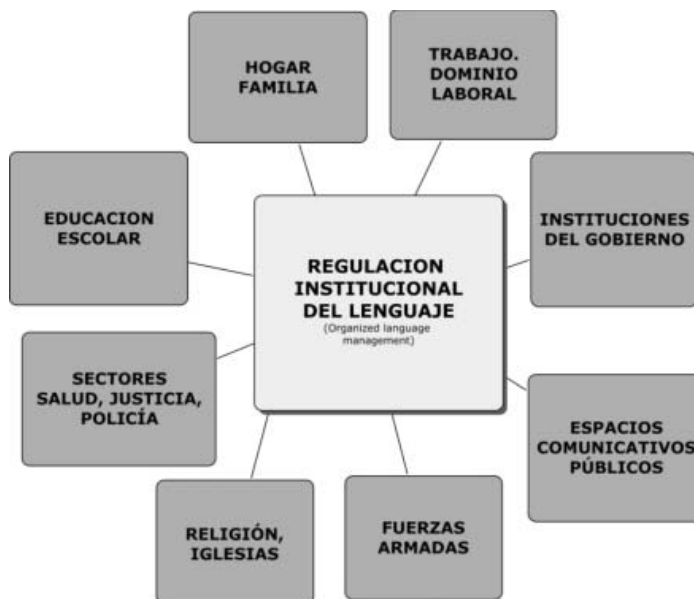 HOGAR
FAMILIA
TRABAJO.
DOMINIO
LABORAL
EDUCACION
ESCOLAR
INSTITUCIONES
DEL GOBIERNO
REGULACION
INSTITUCIONAL
DEL LENGUAJE
(Organized language
management)
SECTORES
SALUD, JUSTICIA,
POLICÍA
ESPACIOS
COMUNICATIVOS
PÚBLICOS
RELIGIÓN,
IGLESIAS
FUERZAS
ARMADAS